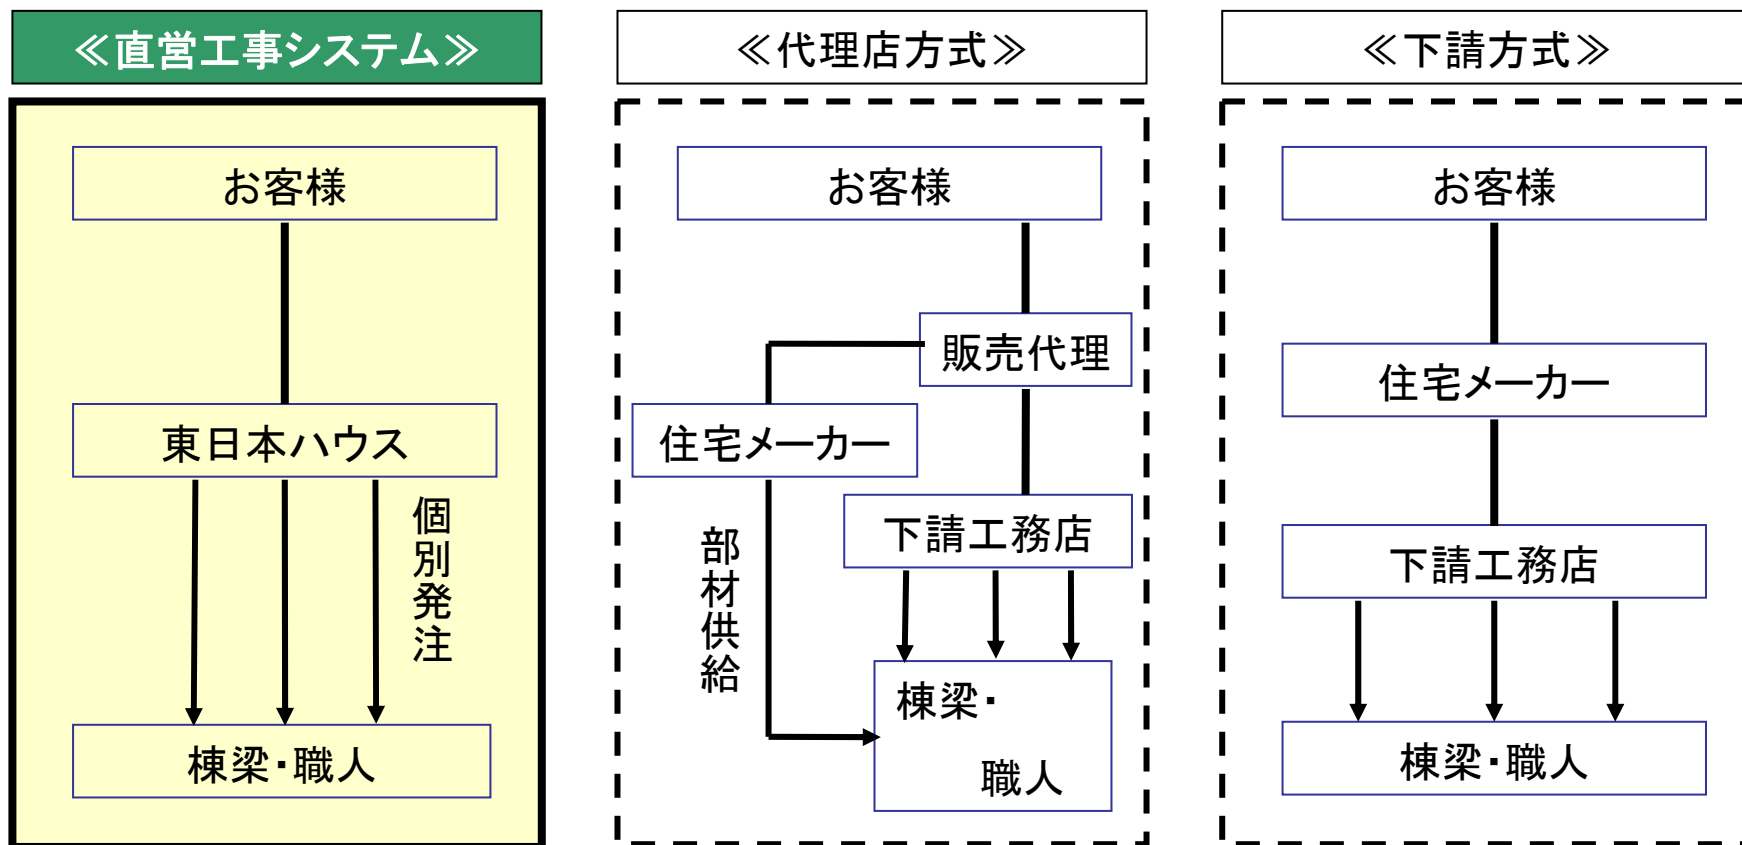 ≪直営工事システム≫
お客様
東日本ハウス
個別発注
棟梁・職人
≪代理店方式≫
お客様
販売代理
住宅メーカー
下請工務店
部材供給
棟梁・
職人
≪下請方式≫
お客様
住宅メーカー
下請工務店
棟梁・職人